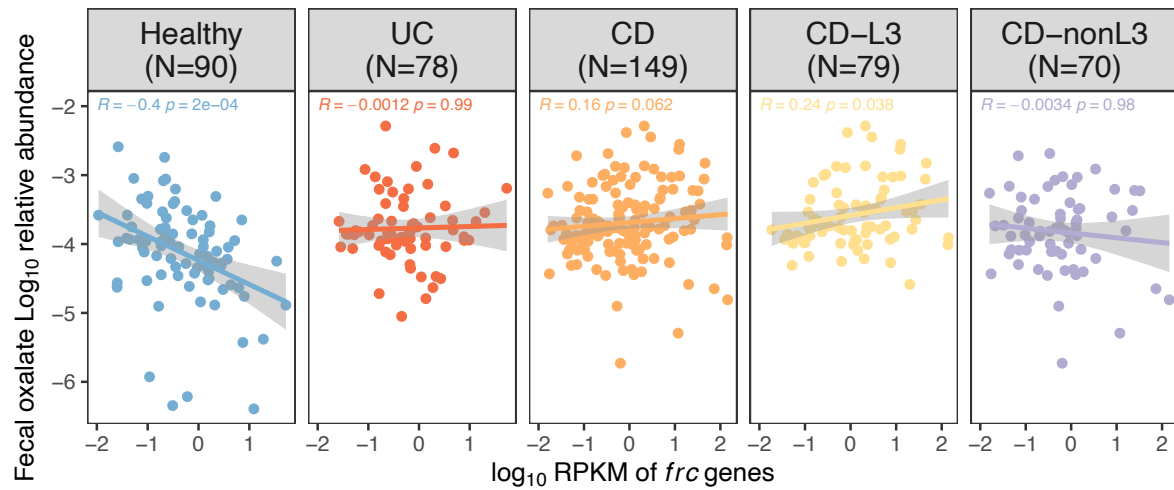 Healthy
(N=90)
UC
(N=78)
CD
(N=149)
CD−L3
(N=79)
CD−nonL3
(N=70)
R = −0.4 p = 2e−04
R = −0.0012 p = 0.99
R = 0.16 p = 0.062
R = 0.24 p = 0.038
R = −0.0034 p = 0.98
Fecal oxalate Log₁₀ relative abundance
−2
−3
−4
−5
−6
−2 −1 0 1 2
−2 −1 0 1 2
−2 −1 0 1 2
−2 −1 0 1 2
−2 −1 0 1 2
log₁₀ RPKM of frc genes